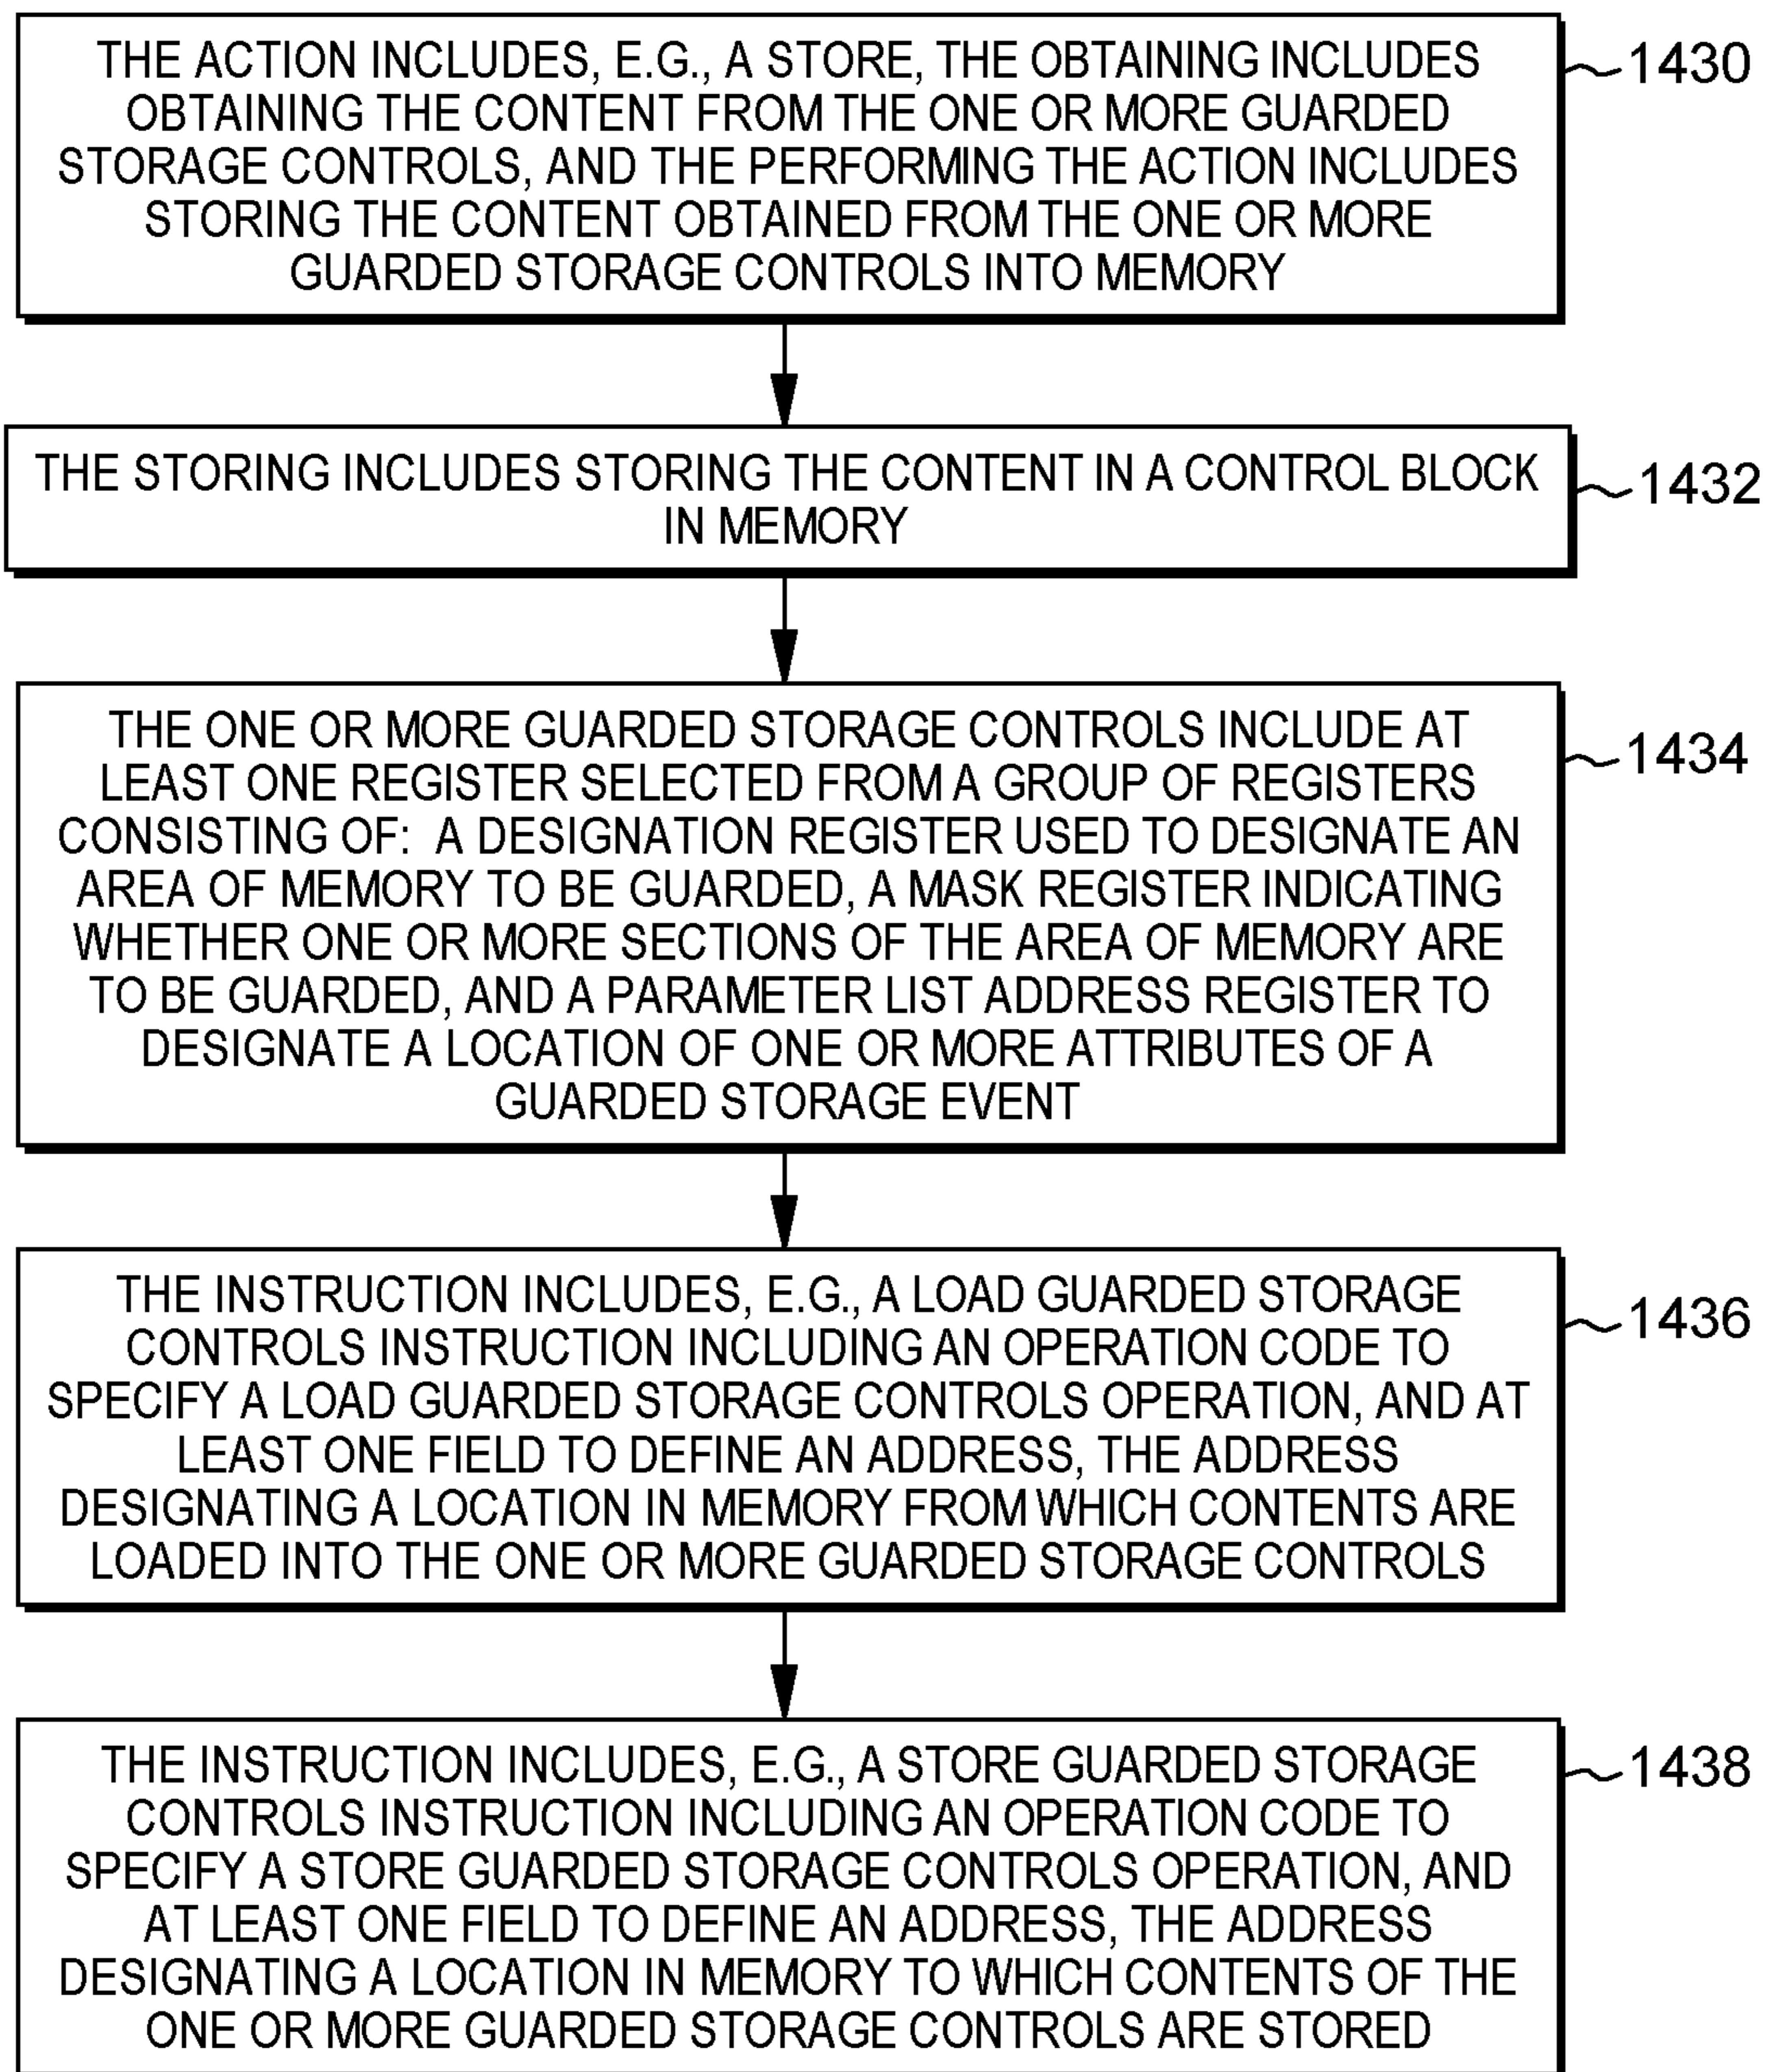 THE ACTION INCLUDES, E.G., A STORE, THE OBTAINING INCLUDES
OBTAINING THE CONTENT FROM THE ONE OR MORE GUARDED
STORAGE CONTROLS, AND THE PERFORMING THE ACTION INCLUDES
STORING THE CONTENT OBTAINED FROM THE ONE OR MORE
GUARDED STORAGE CONTROLS INTO MEMORY
1430
THE STORING INCLUDES STORING THE CONTENT IN A CONTROL BLOCK
IN MEMORY
1432
THE ONE OR MORE GUARDED STORAGE CONTROLS INCLUDE AT
LEAST ONE REGISTER SELECTED FROM A GROUP OF REGISTERS
CONSISTING OF: A DESIGNATION REGISTER USED TO DESIGNATE AN
AREA OF MEMORY TO BE GUARDED, A MASK REGISTER INDICATING
WHETHER ONE OR MORE SECTIONS OF THE AREA OF MEMORY ARE
TO BE GUARDED, AND A PARAMETER LIST ADDRESS REGISTER TO
DESIGNATE A LOCATION OF ONE OR MORE ATTRIBUTES OF A
GUARDED STORAGE EVENT
1434
THE INSTRUCTION INCLUDES, E.G., A LOAD GUARDED STORAGE
CONTROLS INSTRUCTION INCLUDING AN OPERATION CODE TO
SPECIFY A LOAD GUARDED STORAGE CONTROLS OPERATION, AND AT
LEAST ONE FIELD TO DEFINE AN ADDRESS, THE ADDRESS
DESIGNATING A LOCATION IN MEMORY FROM WHICH CONTENTS ARE
LOADED INTO THE ONE OR MORE GUARDED STORAGE CONTROLS
1436
THE INSTRUCTION INCLUDES, E.G., A STORE GUARDED STORAGE
CONTROLS INSTRUCTION INCLUDING AN OPERATION CODE TO
SPECIFY A STORE GUARDED STORAGE CONTROLS OPERATION, AND
AT LEAST ONE FIELD TO DEFINE AN ADDRESS, THE ADDRESS
DESIGNATING A LOCATION IN MEMORY TO WHICH CONTENTS OF THE
ONE OR MORE GUARDED STORAGE CONTROLS ARE STORED
1438